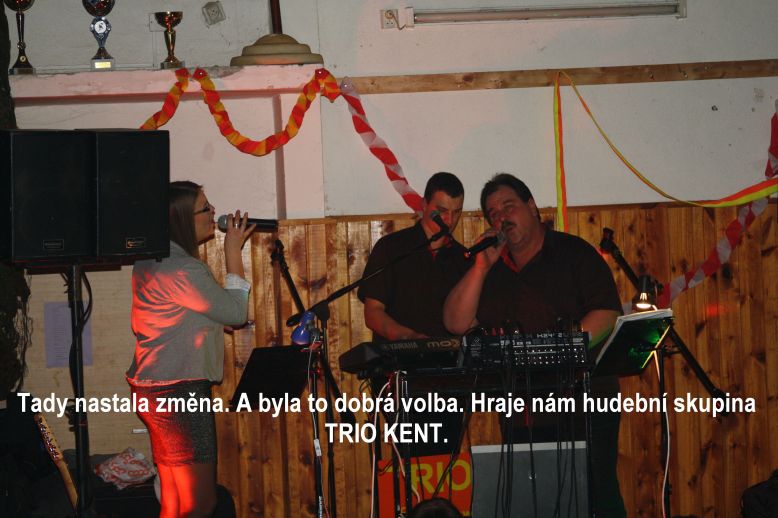 YAMAHA mox
Tady nastala změna. A byla to dobrá volba. Hraje nám hudební skupina
TRIO KENT.
TRIO